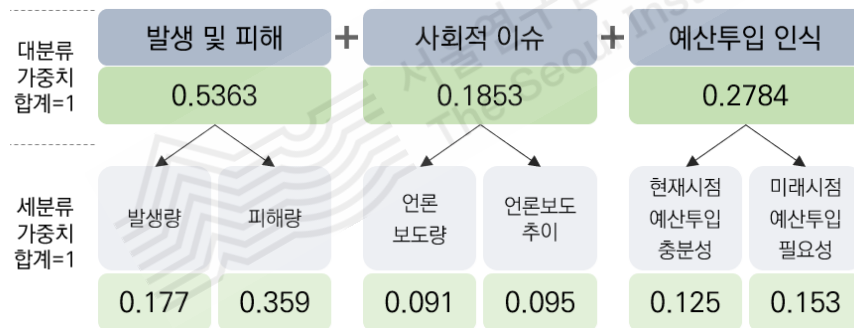 대분류
가중치
합계=1
발생 및 피해 + 사회적 이슈 + 예산투입 인식
0.5363 0.1853 0.2784
세분류
가중치
합계=1
발생량
피해량
언론
보도량
언론보도
추이
현재시점
예산투입
충분성
미래시점
예산투입
필요성
0.177 0.359 0.091 0.095 0.125 0.153
The Seoul Inst